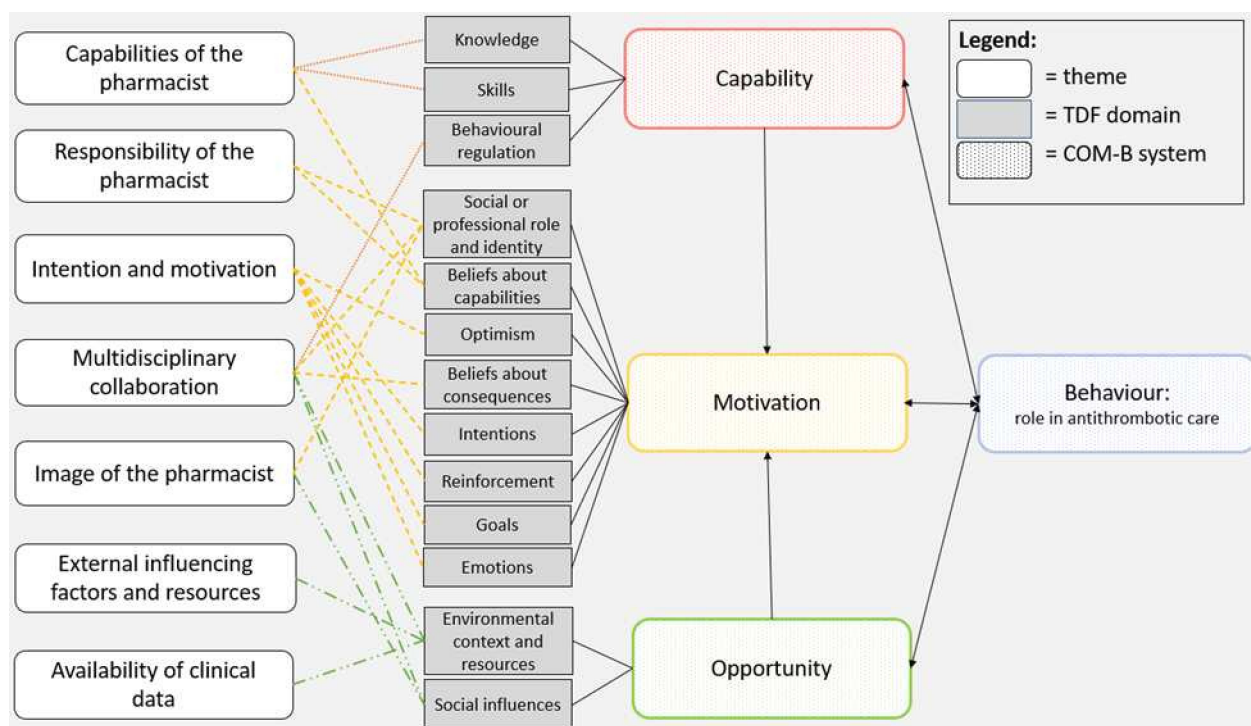 Capabilities of the
pharmacist
Responsibility of the
pharmacist
Intention and motivation
Multidisciplinary
collaboration
Image of the pharmacist
External influencing
factors and resources
Availability of clinical
data
Knowledge
Skills
Behavioural
regulation
Social or
professional role
and identity
Beliefs about
capabilities
Optimism
Beliefs about
consequences
Intentions
Reinforcement
Goals
Emotions
Environmental
context and
resources
Social influences
Capability
Motivation
Opportunity
Behaviour:
role in antithrombotic care
Legend:
= theme
= TDF domain
= COM-B system